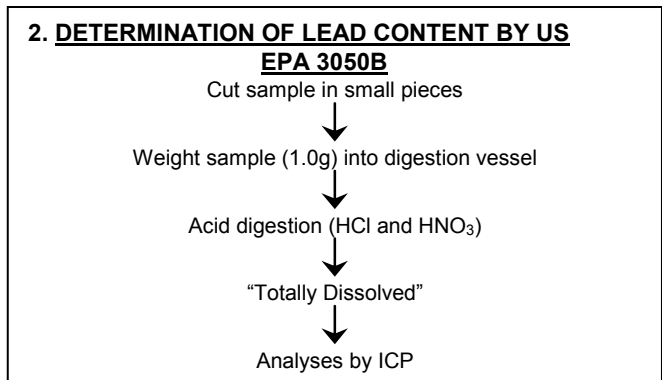 2. DETERMINATION OF LEAD CONTENT BY US
EPA 3050B
Cut sample in small pieces
Weight sample (1.0g) into digestion vessel
Acid digestion (HCl and HNO₃)
“Totally Dissolved”
Analyses by ICP